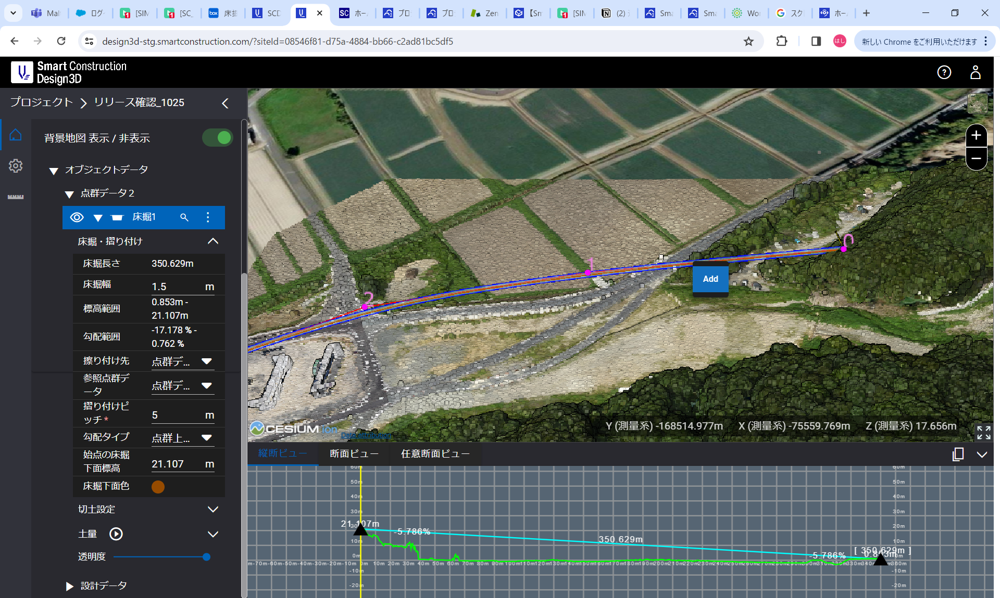 Mal
ログ
[SIM
[SC_
床掘
SCD
ホー
プロ
プロ
Zen
【Sm
[SIM
(2)
Sma
Sma
Wo
スク
ホー
design3d-stg.smartconstruction.com/?siteId=08546f81-d75a-4884-bb66-c2ad81bc5df5
はし
新しい Chrome をご利用いただけます
Smart Construction
Design3D
プロジェクト
リリース確認_1025
背景地図 表示 / 非表示
オブジェクトデータ
点群データ２
床掘1
床掘・摺り付け
床掘長さ 350.629m
床掘幅 1.5 m
標高範囲 0.853m -
21.107m
勾配範囲 -17.178 % -
0.762 %
擦り付け先 点群デ...
参照点群デ
ータ 点群デ...
摺り付けピ
ッチ* 5 m
勾配タイプ 点群上...
始点の床掘
下面標高 21.107 m
床掘下面色
切土設定
土量
透明度
設計データ
0
1
2
Add
CESIUM ion
Data attribution
Y (測量系) -168514.977m X (測量系) -75559.769m Z (測量系) 17.656m
縦断ビュー 断面ビュー 任意断面ビュー
60m 60m
50m 50m
40m 40m
30m 30m
21.107m
20m
-5.786%
350.629m
10m 10m
[ 350.629m ]
-5.786%
0m
-70m -60m -50m -40m -30m -20m -10m 0m 10m 20m 30m 40m 50m 60m 70m 80m 90m 100m 110m 120m 130m 140m 150m 160m 170m 180m 190m 200m 210m 220m 230m 240m 250m 260m 270m 280m 290m 300m 310m 320m 330m 340m 360m
-10m -10m
-20m -20m